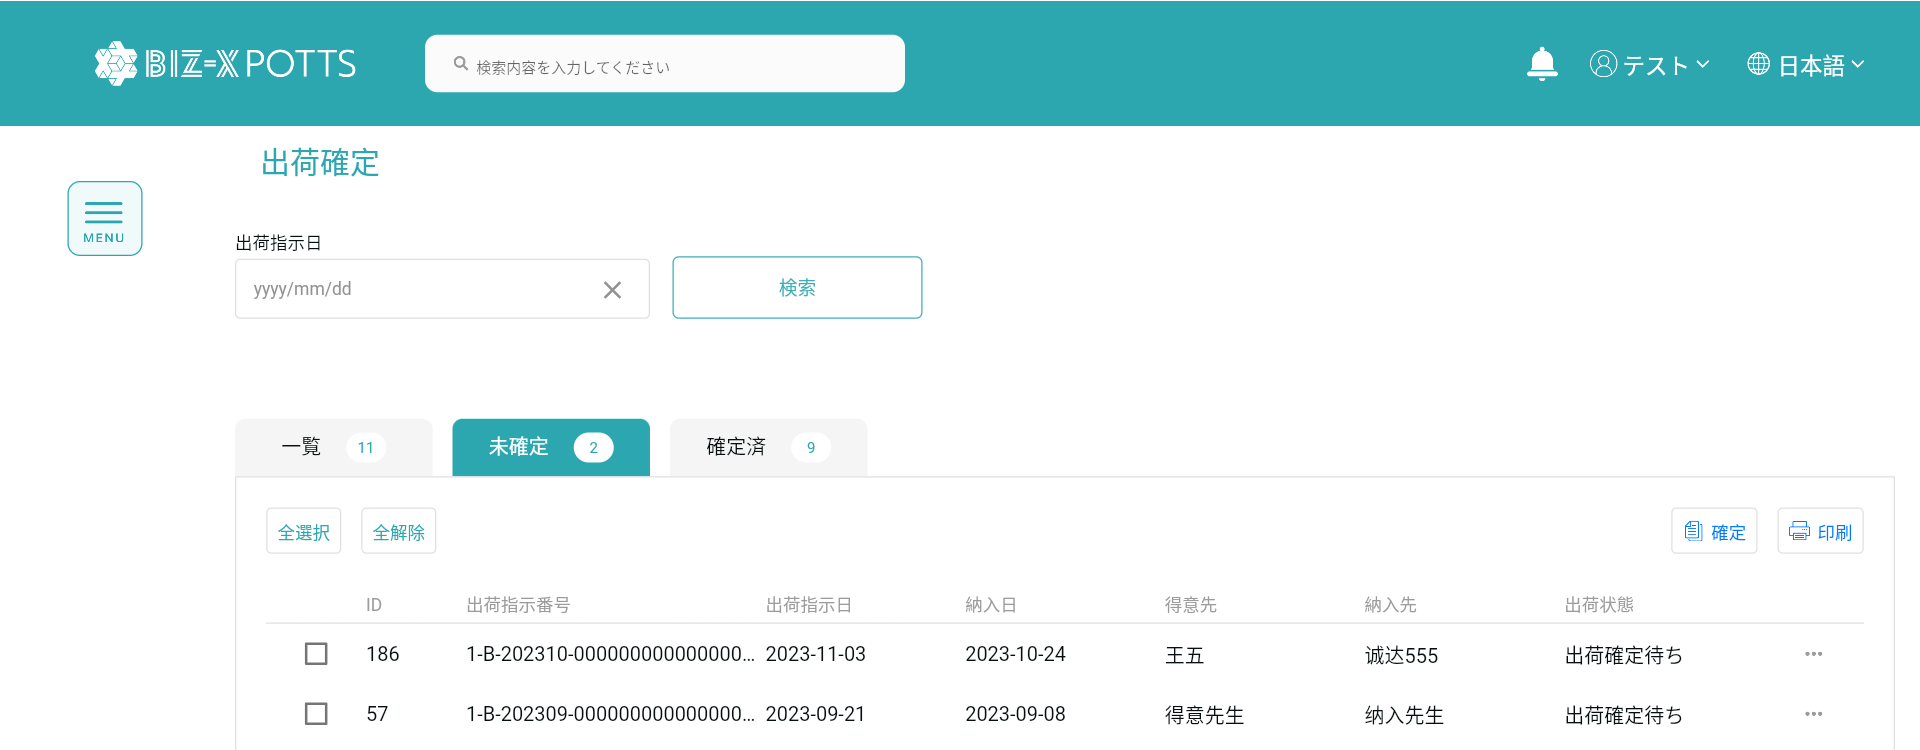 BIZ=X POTTS
検索内容を入力してください
テスト
日本語
出荷確定
MENU
出荷指示日
yyyy/mm/dd
検索
一覧 11
未確定 2
確定済 9
全選択
全解除
確定
印刷
ID 出荷指示番号 出荷指示日 納入日 得意先 納入先 出荷状態
186 1-B-202310-000000000000000... 2023-11-03 2023-10-24 王五 诚达555 出荷確定待ち ...
57 1-B-202309-000000000000000... 2023-09-21 2023-09-08 得意先生 纳入先生 出荷確定待ち ...